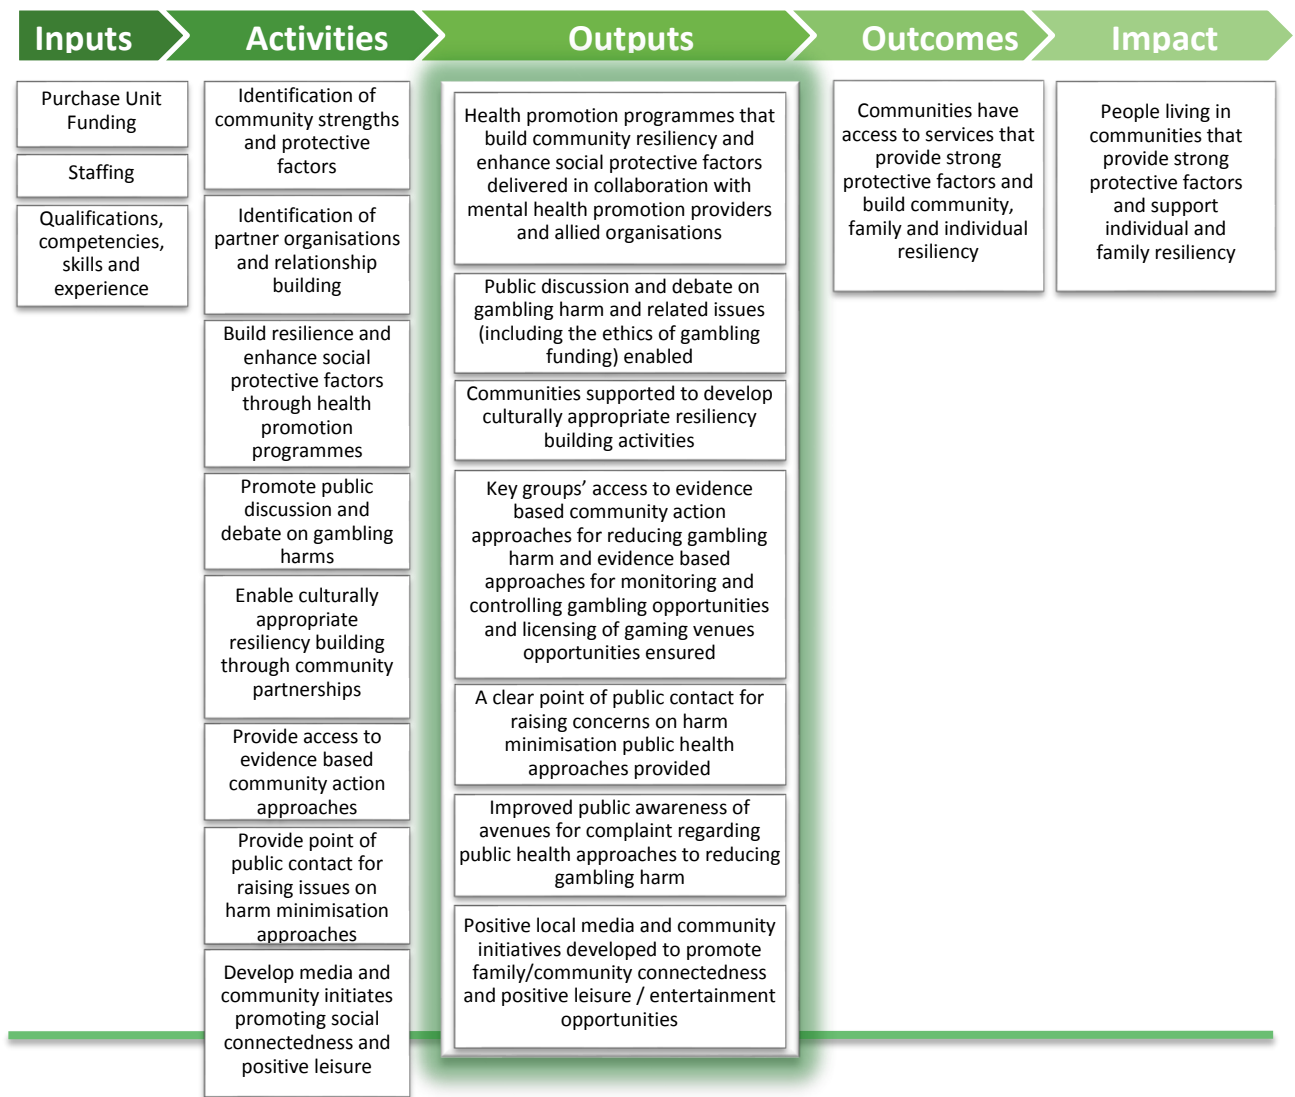 Inputs
Activities
Outputs
Outcomes
Impact
Purchase Unit
Funding
Staffing
Qualifications,
competencies,
skills and
experience
Identification of
community strengths
and protective
factors
Identification of
partner organisations
and relationship
building
Build resilience and
enhance social
protective factors
through health
promotion
programmes
Promote public
discussion and
debate on gambling
harms
Enable culturally
appropriate
resiliency building
through community
partnerships
Provide access to
evidence based
community action
approaches
Provide point of
public contact for
raising issues on
harm minimisation
approaches
Develop media and
community initiates
promoting social
connectedness and
positive leisure
Health promotion programmes that
build community resiliency and
enhance social protective factors
delivered in collaboration with
mental health promotion providers
and allied organisations
Public discussion and debate on
gambling harm and related issues
(including the ethics of gambling
funding) enabled
Communities supported to develop
culturally appropriate resiliency
building activities
Key groups’ access to evidence
based community action
approaches for reducing gambling
harm and evidence based
approaches for monitoring and
controlling gambling opportunities
and licensing of gaming venues
opportunities ensured
A clear point of public contact for
raising concerns on harm
minimisation public health
approaches provided
Improved public awareness of
avenues for complaint regarding
public health approaches to reducing
gambling harm
Positive local media and community
initiatives developed to promote
family/community connectedness
and positive leisure / entertainment
opportunities
Communities have
access to services that
provide strong
protective factors and
build community,
family and individual
resiliency
People living in
communities that
provide strong
protective factors
and support
individual and
family resiliency